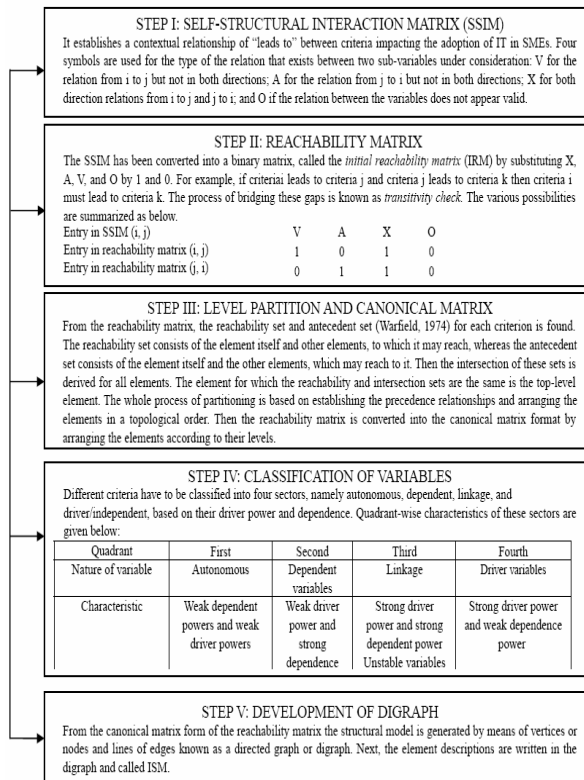 STEP I: SELF-STRUCTURAL INTERACTION MATRIX (SSIM)
It establishes a contextual relationship of “leads to” between criteria impacting the adoption of IT in SMEs. Four
symbols are used for the type of the relation that exists between two sub-variables under consideration: V for the
relation from i to j but not in both directions; A for the relation from j to i but not in both directions; X for both
direction relations from i to j and j to i; and O if the relation between the variables does not appear valid.
STEP II: REACHABILITY MATRIX
The SSIM has been converted into a binary matrix, called the initial reachability matrix (IRM) by substituting X,
A, V, and O by 1 and 0. For example, if criteriai leads to criteria j and criteria j leads to criteria k then criteria i
must lead to criteria k. The process of bridging these gaps is known as transitivity check. The various possibilities
are summarized as below.
Entry in SSIM (i, j) V A X O
Entry in reachability matrix (i, j) 1 0 1 0
Entry in reachability matrix (j, i) 0 1 1 0
STEP III: LEVEL PARTITION AND CANONICAL MATRIX
From the reachability matrix, the reachability set and antecedent set (Warfield, 1974) for each criterion is found.
The reachability set consists of the element itself and other elements, to which it may reach, whereas the antecedent
set consists of the element itself and the other elements, which may reach to it. Then the intersection of these sets is
derived for all elements. The element for which the reachability and intersection sets are the same is the top-level
element. The whole process of partitioning is based on establishing the precedence relationships and arranging the
elements in a topological order. Then the reachability matrix is converted into the canonical matrix format by
arranging the elements according to their levels.
STEP IV: CLASSIFICATION OF VARIABLES
Different criteria have to be classified into four sectors, namely autonomous, dependent, linkage, and
driver/independent, based on their driver power and dependence. Quadrant-wise characteristics of these sectors are
given below:
Quadrant First Second Third Fourth
Nature of variable Autonomous Dependent Linkage Driver variables
variables
Characteristic Weak dependent Weak driver Strong driver Strong driver power
powers and weak power and power and strong and weak dependence
driver powers strong dependent power power
dependence Unstable variables
STEP V: DEVELOPMENT OF DIGRAPH
From the canonical matrix form of the reachability matrix the structural model is generated by means of vertices or
nodes and lines of edges known as a directed graph or digraph. Next, the element descriptions are written in the
digraph and called ISM.